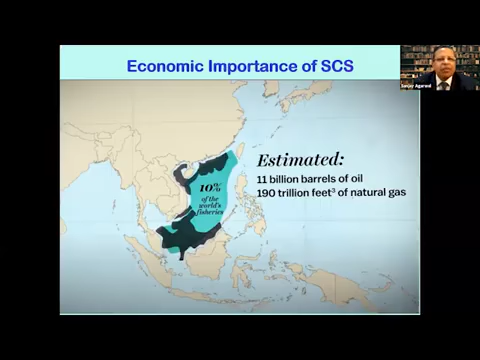 Economic Importance of SCS
Sanjay Agarwal
Estimated:
11 billion barrels of oil
190 trillion feet³ of natural gas
10%
of the
world's
fisheries